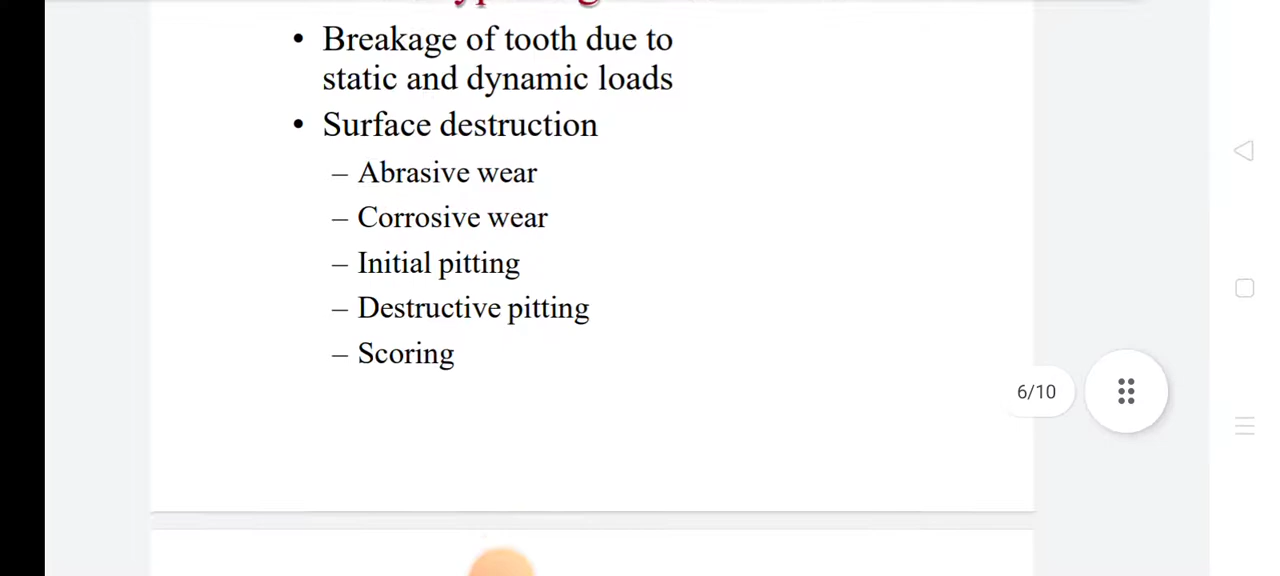 • Breakage of tooth due to
static and dynamic loads
• Surface destruction
– Abrasive wear
– Corrosive wear
– Initial pitting
– Destructive pitting
– Scoring
6/10